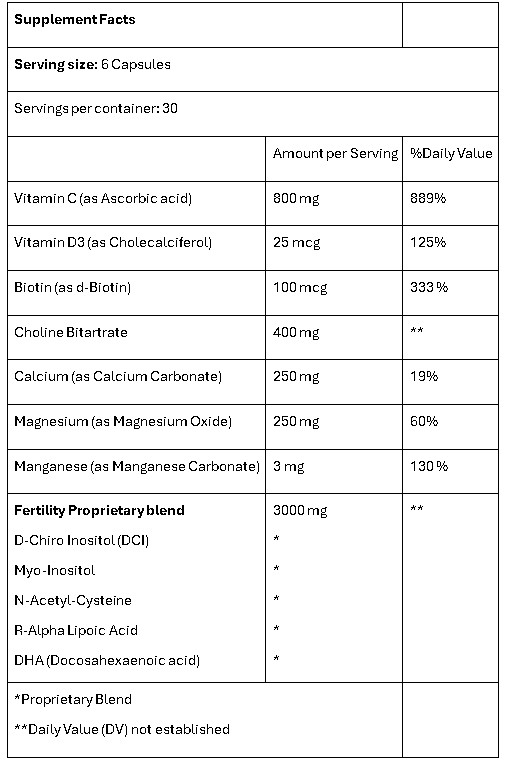 Supplement Facts
Serving size: 6 Capsules
Servings per container: 30
Amount per Serving %Daily Value
Vitamin C (as Ascorbic acid) 800 mg 889%
Vitamin D3 (as Cholecalciferol) 25 mcg 125%
Biotin (as d-Biotin) 100 mcg 333 %
Choline Bitartrate 400 mg **
Calcium (as Calcium Carbonate) 250 mg 19%
Magnesium (as Magnesium Oxide) 250 mg 60%
Manganese (as Manganese Carbonate) 3 mg 130 %
Fertility Proprietary blend 3000 mg **
D-Chiro Inositol (DCI) *
Myo-Inositol *
N-Acetyl-Cysteine *
R-Alpha Lipoic Acid *
DHA (Docosahexaenoic acid) *
*Proprietary Blend
**Daily Value (DV) not established